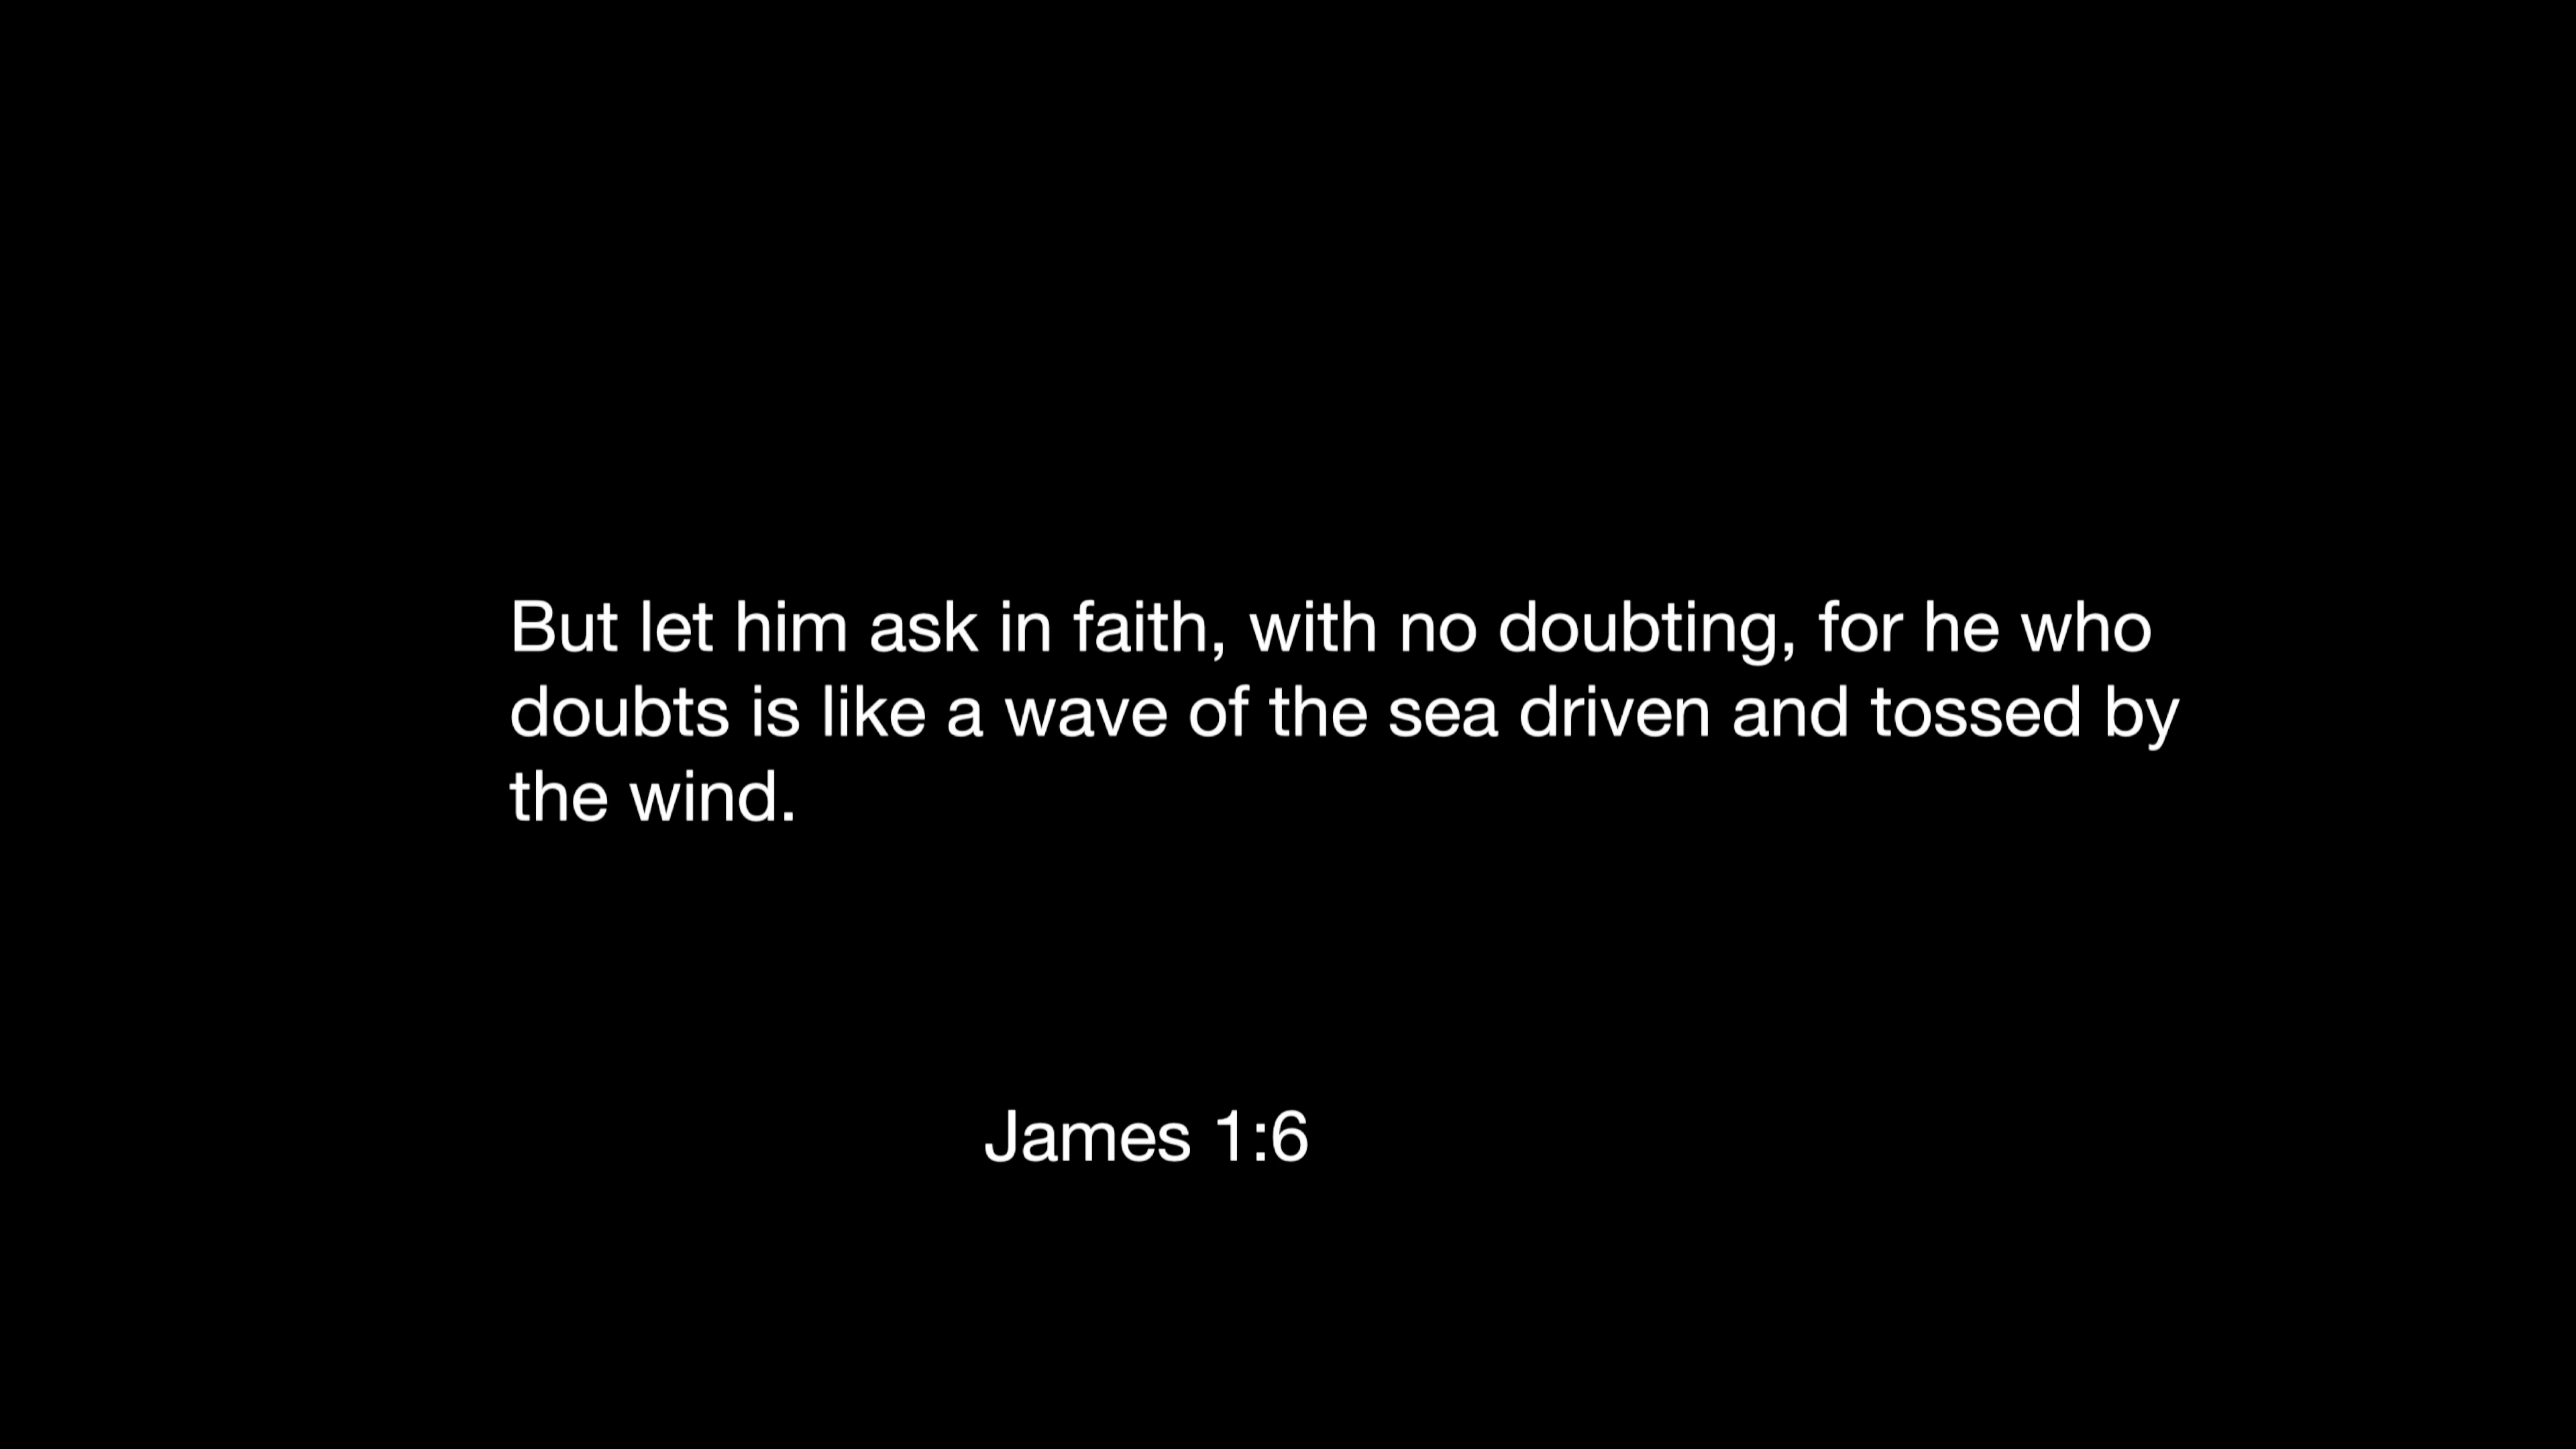 But let him ask in faith, with no doubting, for he who
doubts is like a wave of the sea driven and tossed by
the wind.
James 1:6